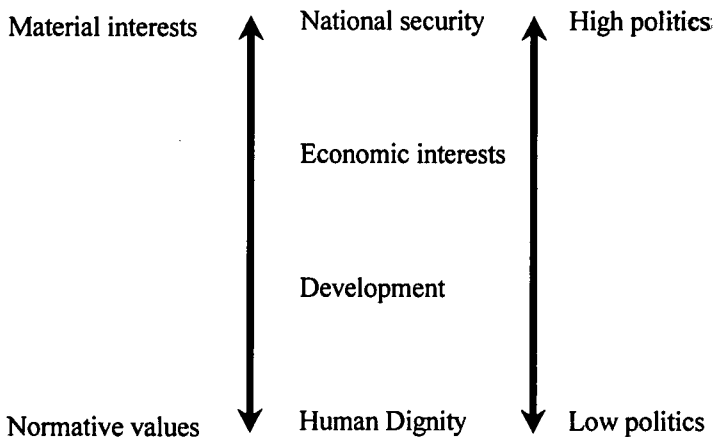 Material interests National security High politics
Economic interests
Development
Normative values Human Dignity Low politics